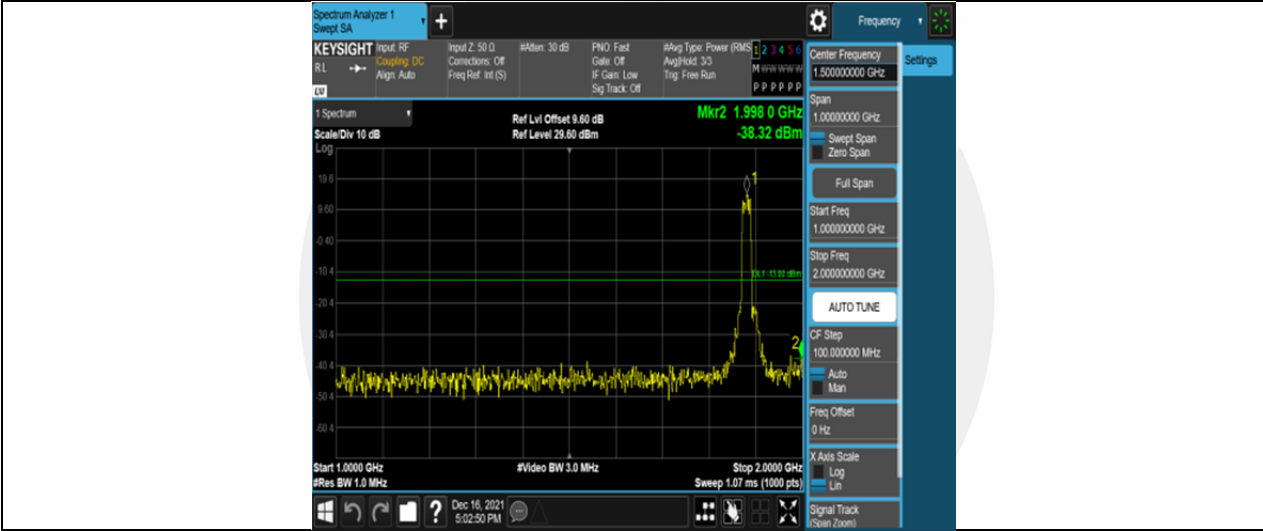 Spectrum Analyzer 1
Swept SA
+
Frequency
KEYSIGHT
RL
LV
Input: RF
Coupling: DC
Align: Auto
Input Z: 50 Ω
Corrections: Off
Freq Ref: Int (S)
#Atten: 30 dB
PNO: Fast
Gate: Off
IF Gain: Low
Sig Track: Off
#Avg Type: Power (RMS
Avg|Hold: 3/3
Trig: Free Run
1 2 3 4 5 6
M W W W W W
P P P P P P
Center Frequency
1.500000000 GHz
Settings
Span
1.00000000 GHz
Swept Span
Zero Span
Full Span
Start Freq
1.000000000 GHz
Stop Freq
2.000000000 GHz
AUTO TUNE
CF Step
100.000000 MHz
Auto
Man
Freq Offset
0 Hz
X Axis Scale
Log
Lin
Signal Track
(Span Zoom)
1 Spectrum
Scale/Div 10 dB
Ref Lvl Offset 9.60 dB
Ref Level 29.60 dBm
Mkr2 1.998 0 GHz
-38.32 dBm
Log
19.6
9.60
-0.40
-10.4
-20.4
-30.4
-40.4
-50.4
-60.4
1
DL1 -13.00 dBm
2
Start 1.0000 GHz
#Res BW 1.0 MHz
#Video BW 3.0 MHz
Stop 2.0000 GHz
Sweep 1.07 ms (1000 pts)
?
Dec 16, 2021
5:02:50 PM